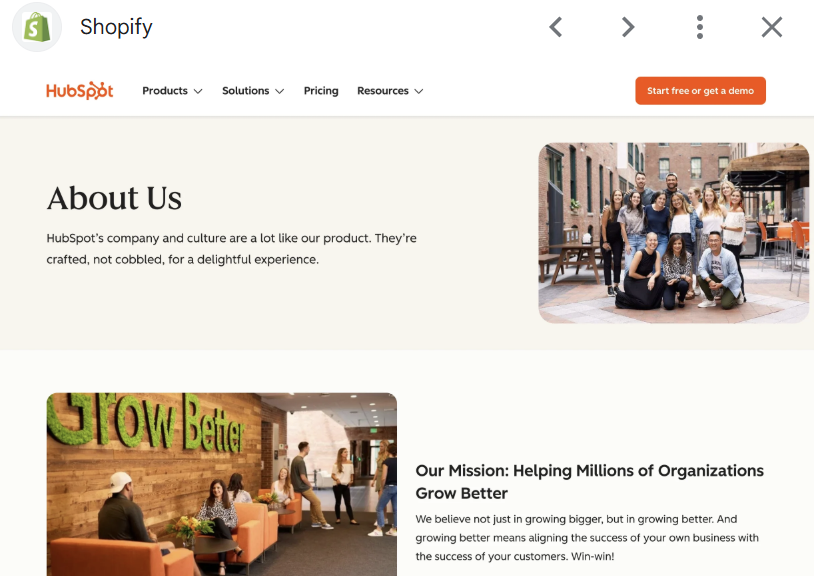 Shopify
HubSpot
Products
Solutions
Pricing
Resources
Start free or get a demo
About Us
HubSpot's company and culture are a lot like our product. They're
crafted, not cobbled, for a delightful experience.
Grow Better
Our Mission: Helping Millions of Organizations
Grow Better
We believe not just in growing bigger, but in growing better. And
growing better means aligning the success of your own business with
the success of your customers. Win-win!